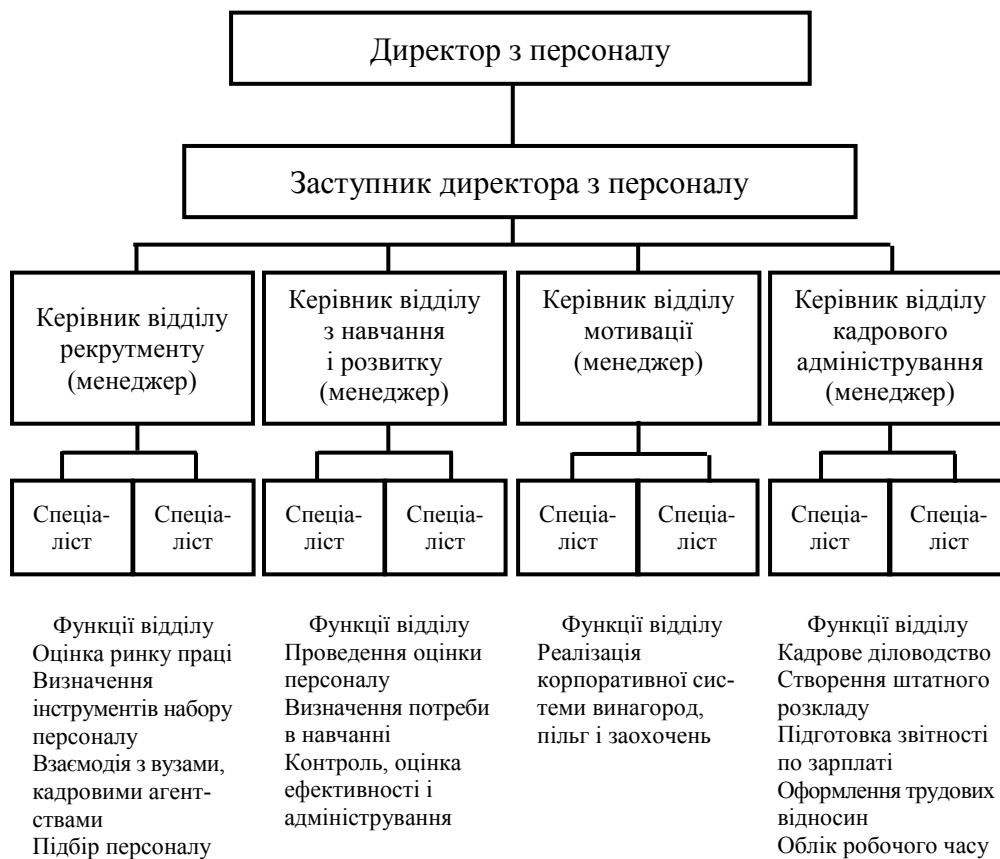 Директор з персоналу
Заступник директора з персоналу
Керівник відділу
рекрутменту
(менеджер)
Керівник відділу
з навчання
і розвитку
(менеджер)
Керівник відділу
мотивації
(менеджер)
Керівник відділу
кадрового
адміністрування
(менеджер)
Спеціа-
ліст
Спеціа-
ліст
Спеціа-
ліст
Спеціа-
ліст
Спеціа-
ліст
Спеціа-
ліст
Спеціа-
ліст
Спеціа-
ліст
Функції відділу
Оцінка ринку праці
Визначення
інструментів набору
персоналу
Взаємодія з вузами,
кадровими агент-
ствами
Підбір персоналу
Функції відділу
Проведення оцінки
персоналу
Визначення потреби
в навчанні
Контроль, оцінка
ефективності і
адміністрування
Функції відділу
Реалізація
корпоративної сис-
теми винагород,
пільг і заохочень
Функції відділу
Кадрове діловодство
Створення штатного
розкладу
Підготовка звітності
по зарплаті
Оформлення трудових
відносин
Облік робочого часу